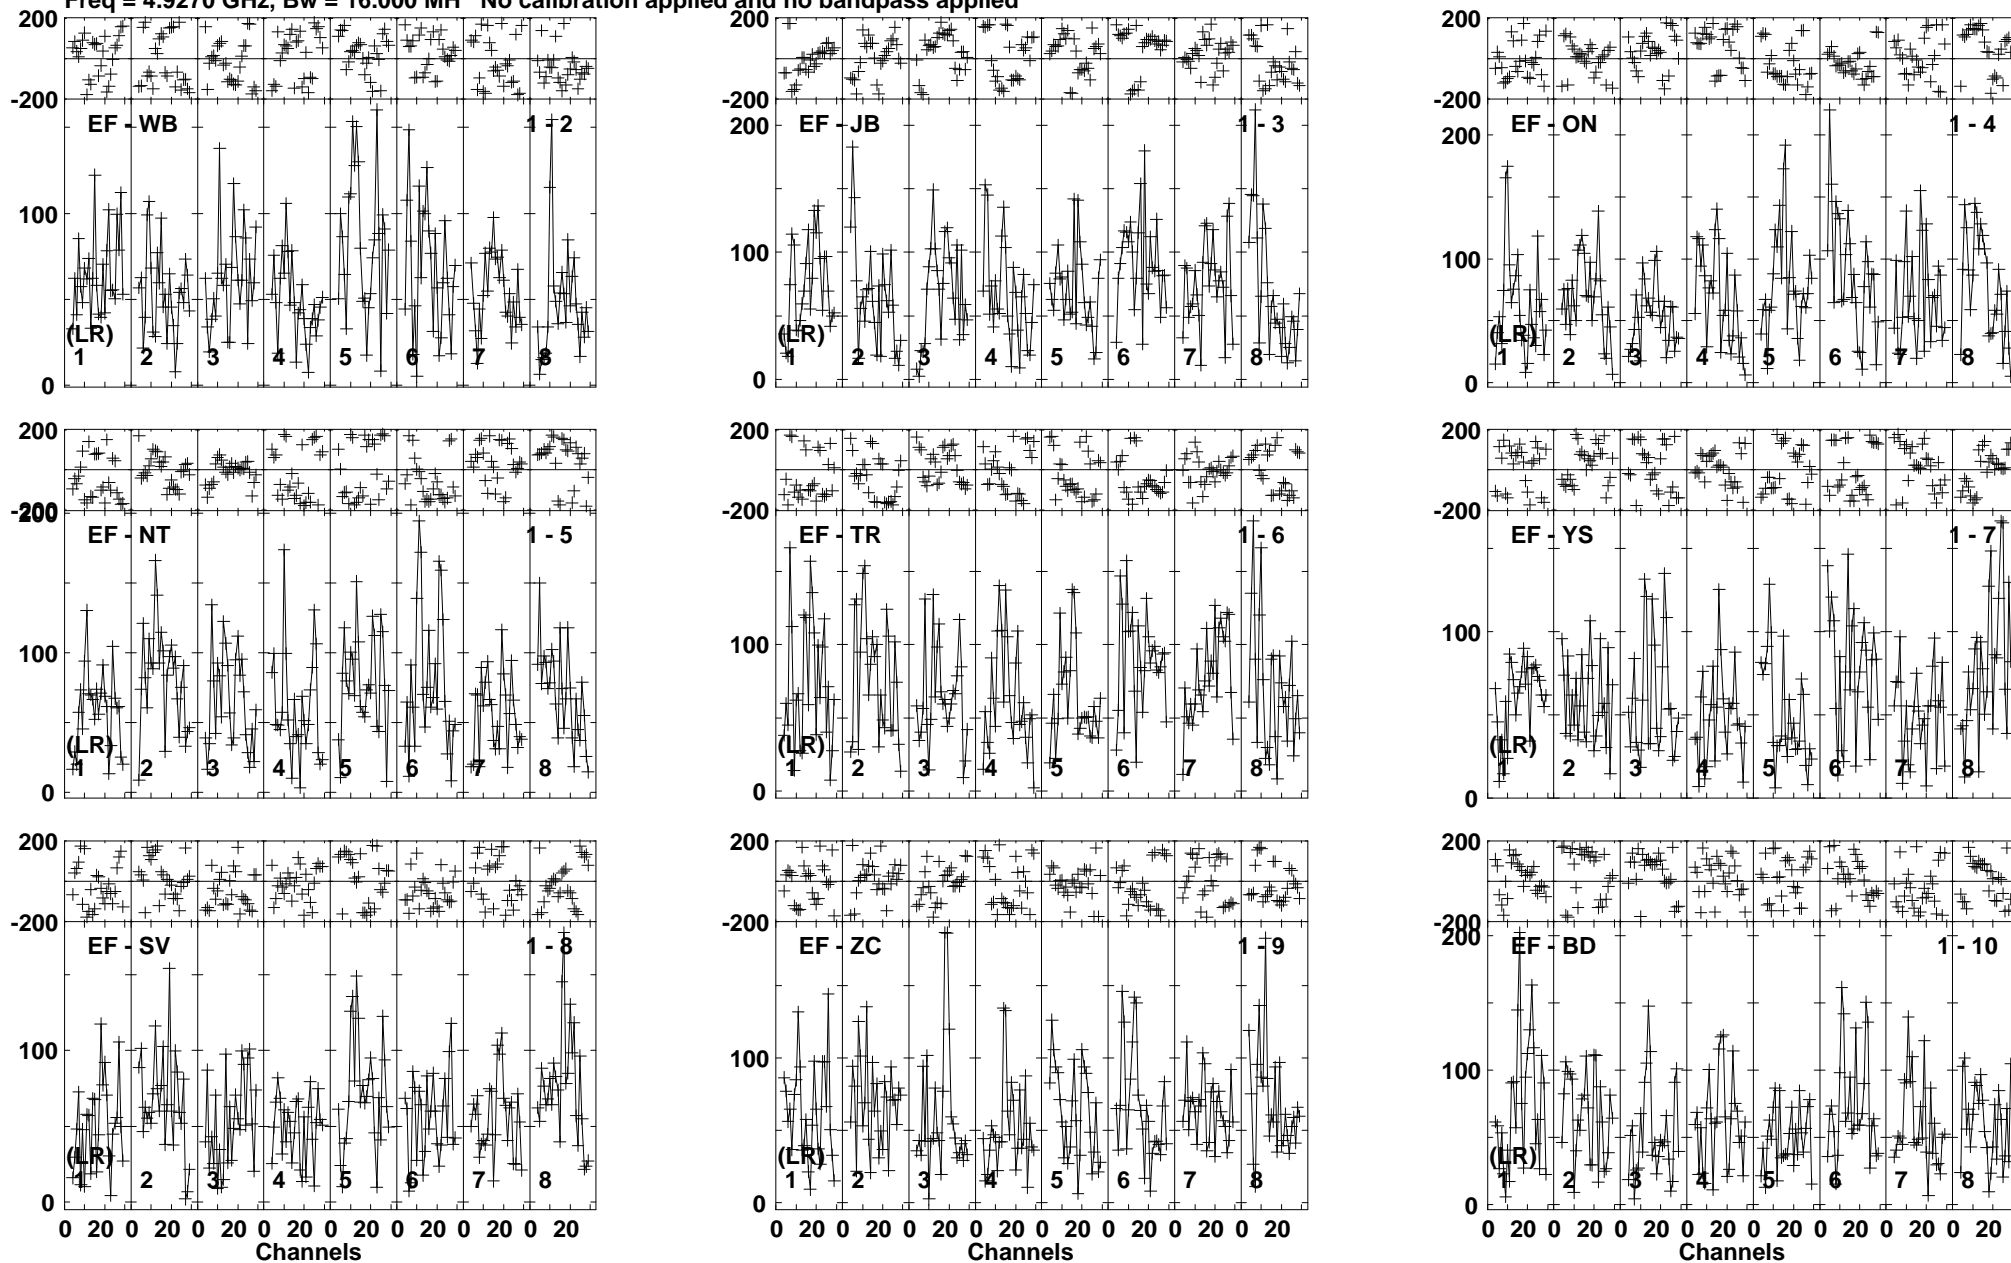 Freq = 4.9270 GHz, Bw = 16.000 MH No calibration applied and no bandpass applied
200 200 200
-200 -200 -200
EF - WB 1 - 2 EF - JB 1 - 3 EF - ON 1 - 4
200 200
100 100 100
(LR) (LR) (LR)
1 2 3 4 5 6 7 8 1 2 3 4 5 6 7 8 1 2 3 4 5 6 7 8
0 0 0
200 200 200
-200 -200 -200
200
EF - NT 1 - 5 EF - TR 1 - 6 EF - YS 1 - 7
100 100 100
(LR) (LR) (LR)
1 2 3 4 5 6 7 8 1 2 3 4 5 6 7 8 1 2 3 4 5 6 7 8
0 0 0
200 200 200
-200 -200 -200
200
EF - SV 1 - 8 EF - ZC 1 - 9 EF - BD 1 - 10
100 100 100
(LR) (LR) (LR)
1 2 3 4 5 6 7 8 1 2 3 4 5 6 7 8 1 2 3 4 5 6 7 8
0 0 0
0 20 0 20 0 20 0 20 0 20 0 20 0 20 0 20 0 20 0 20 0 20 0 20 0 20 0 20 0 20 0 20 0 20 0 20 0 20 0 20 0 20 0 20 0 20 0 20
Channels Channels Channels